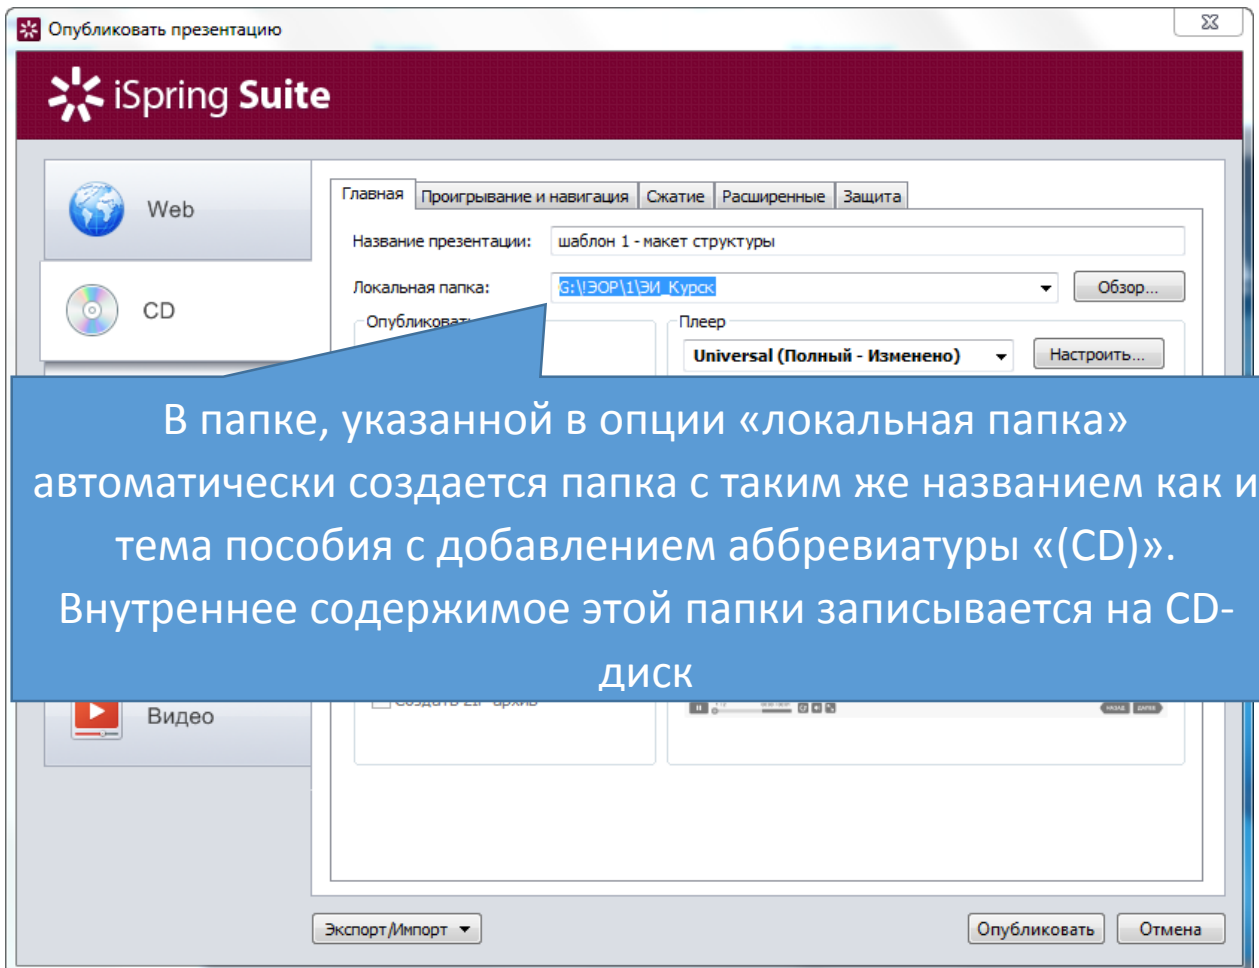 Опубликовать презентацию
iSpring Suite
Web
CD
Видео
Главная Проигрывание и навигация Сжатие Расширенные Защита
Название презентации: шаблон 1 - макет структуры
Локальная папка: G:\!ЭОР\1\ЭИ_Курск Обзор...
Плеер
Universal (Полный - Изменено) Настроить...
В папке, указанной в опции «локальная папка»
автоматически создается папка с таким же названием как и
тема пособия с добавлением аббревиатуры «(CD)».
Внутреннее содержимое этой папки записывается на CD-
диск
НАЗАД ДАЛЕЕ
Экспорт/Импорт Опубликовать Отмена